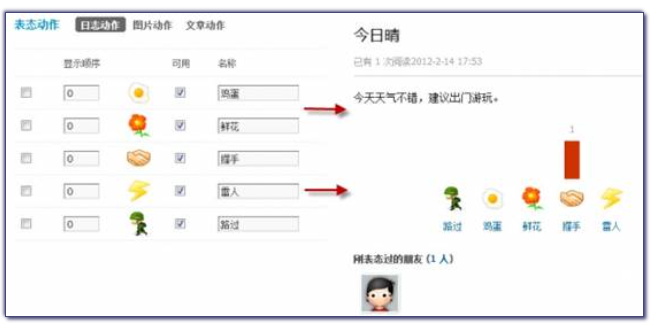 表态动作 日志动作 图片动作 文章动作
显示顺序 可用 名称
0 鸡蛋
0 鲜花
0 握手
0 雷人
0 路过
今日晴
已有 1 次阅读2012-2-14 17:53
今天天气不错，建议出门游玩。
1
路过 鸡蛋 鲜花 握手 雷人
刚表态过的朋友 (1 人)